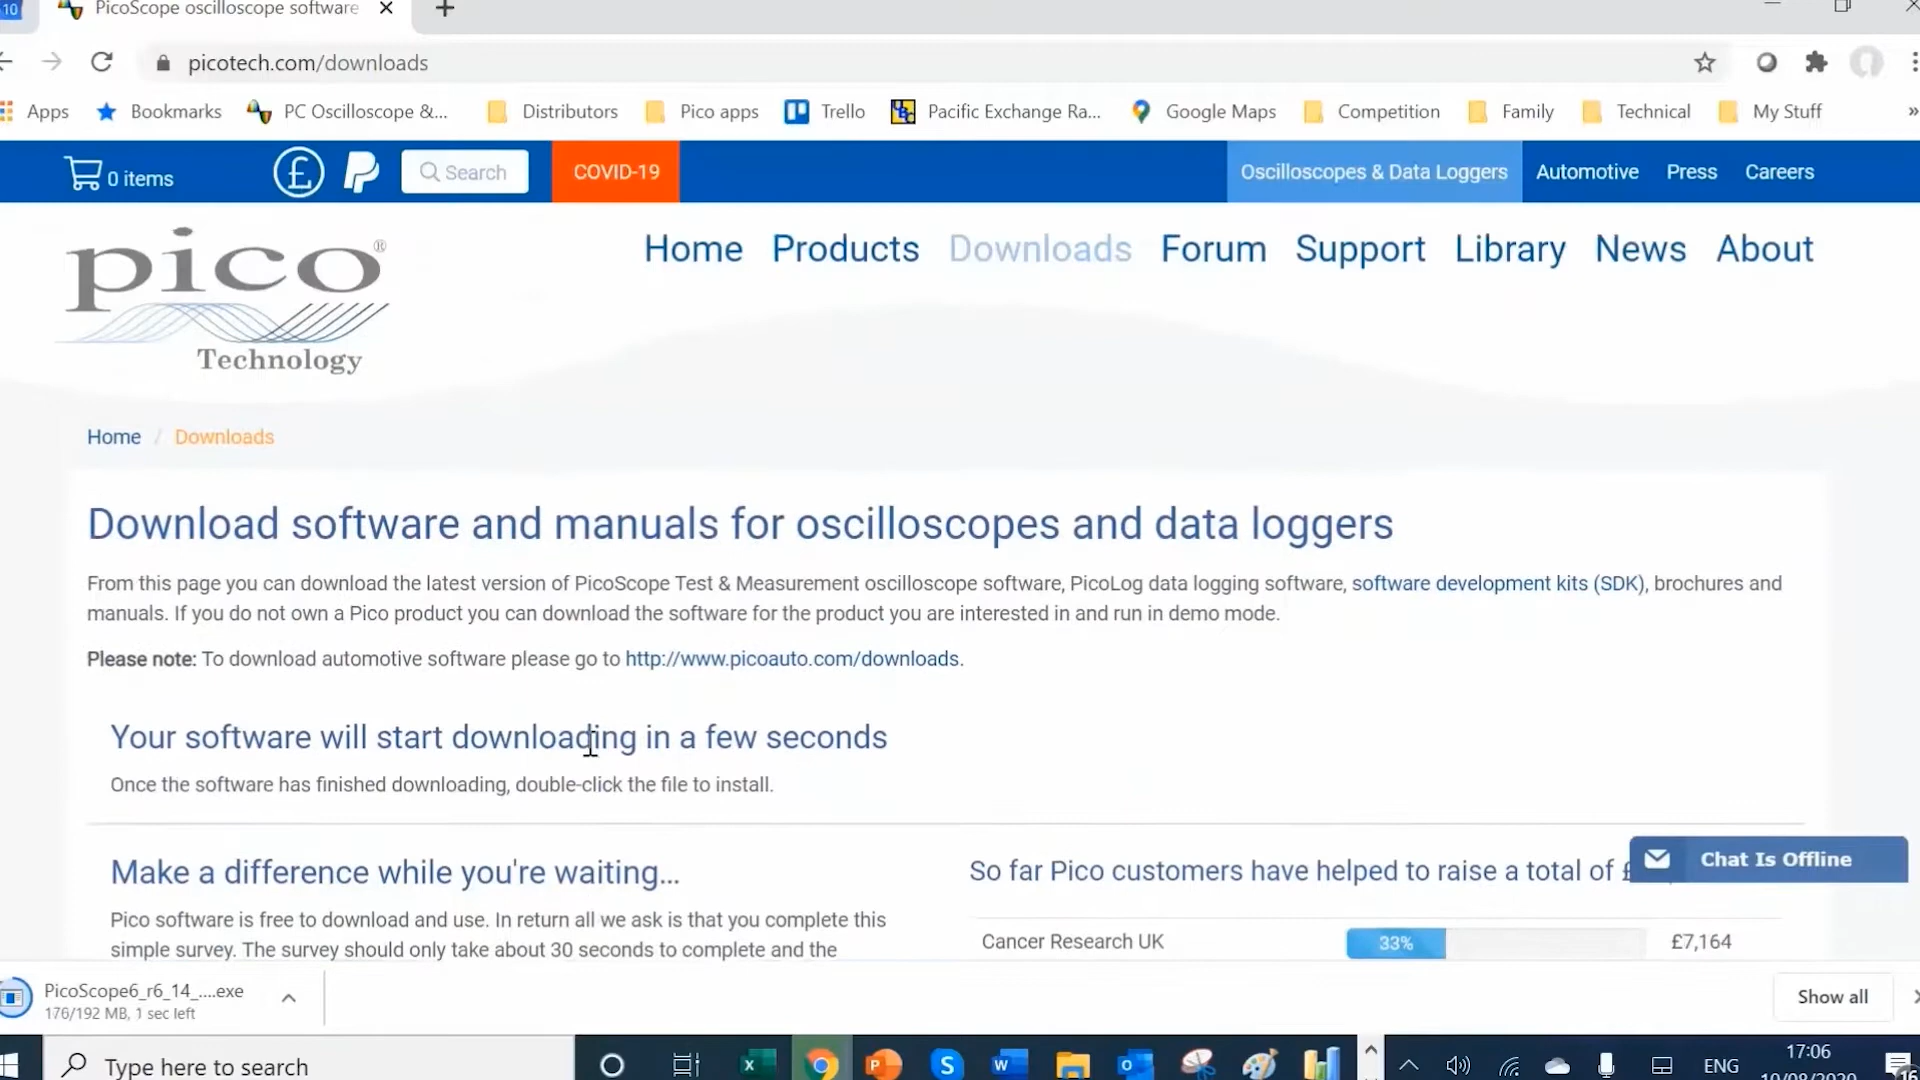 10
PicoScope oscilloscope software
picotech.com/downloads
Apps
Bookmarks
PC Oscilloscope &...
Distributors
Pico apps
Trello
Pacific Exchange Ra...
Google Maps
Competition
Family
Technical
My Stuff
»
0 items
£
Search
COVID-19
Oscilloscopes & Data Loggers
Automotive
Press
Careers
pico®
Technology
Home
Products
Downloads
Forum
Support
Library
News
About
Home / Downloads
Download software and manuals for oscilloscopes and data loggers
From this page you can download the latest version of PicoScope Test & Measurement oscilloscope software, PicoLog data logging software, software development kits (SDK), brochures and
manuals. If you do not own a Pico product you can download the software for the product you are interested in and run in demo mode.
Please note: To download automotive software please go to http://www.picoauto.com/downloads.
Your software will start downloading in a few seconds
Once the software has finished downloading, double-click the file to install.
Make a difference while you're waiting...
So far Pico customers have helped to raise a total of £
Chat Is Offline
Pico software is free to download and use. In return all we ask is that you complete this
simple survey. The survey should only take about 30 seconds to complete and the
Cancer Research UK
33%
£7,164
PicoScope6_r6_14_....exe
176/192 MB, 1 sec left
Show all
Type here to search
ENG
17:06
10/08/2020
16